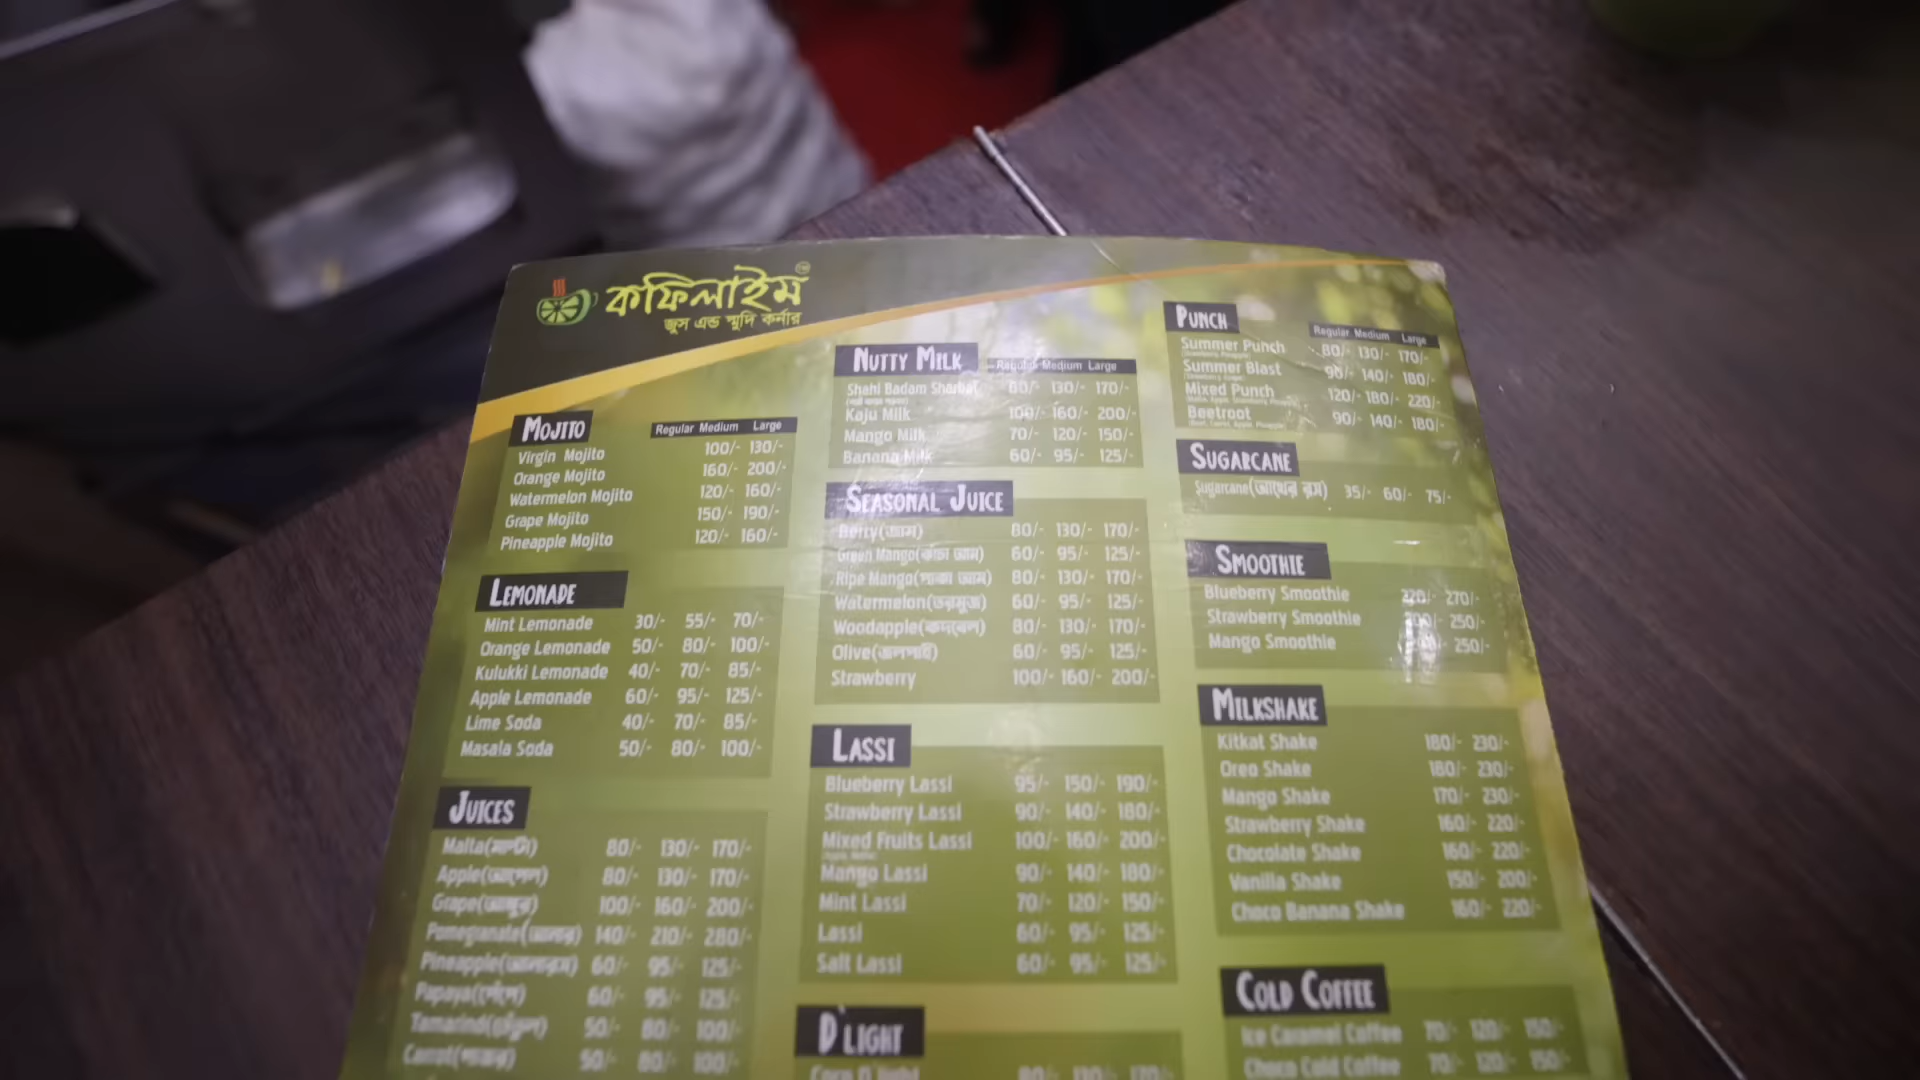 কফিলাইম
জুস এন্ড স্মুদি কর্নার
MOJITO
Regular Medium Large
Virgin Mojito 100/- 130/-
Orange Mojito 160/- 200/-
Watermelon Mojito 120/- 160/-
Grape Mojito 150/- 190/-
Pineapple Mojito 120/- 160/-
LEMONADE
Mint Lemonade 30/- 55/- 70/-
Orange Lemonade 50/- 80/- 100/-
Kulukki Lemonade 40/- 70/- 85/-
Apple Lemonade 60/- 95/- 125/-
Lime Soda 40/- 70/- 85/-
Masala Soda 50/- 80/- 100/-
JUICES
Malta(মাল্টা) 80/- 130/- 170/-
Apple(আপেল) 80/- 130/- 170/-
Grape(আঙ্গুর) 100/- 160/- 200/-
Pomegranate(আনার) 140/- 210/- 280/-
Pineapple(আনারস) 60/- 95/- 125/-
Papaya(পেঁপে) 60/- 95/- 125/-
Tamarind(তেঁতুল) 50/- 80/- 100/-
Carrot(গাজর) 50/- 80/- 100/-
NUTTY MILK
Regular Medium Large
Shahi Badam Sharbat 80/- 130/- 170/-
Kaju Milk 100/- 160/- 200/-
Mango Milk 70/- 120/- 150/-
Banana Milk 60/- 95/- 125/-
SEASONAL JUICE
Berry(জাম) 80/- 130/- 170/-
Green Mango(কাঁচা আম) 60/- 95/- 125/-
Ripe Mango(পাকা আম) 80/- 130/- 170/-
Watermelon(তরমুজ) 60/- 95/- 125/-
Woodapple(কদবেল) 80/- 130/- 170/-
Olive(জলপাই) 60/- 95/- 125/-
Strawberry 100/- 160/- 200/-
LASSI
Blueberry Lassi 95/- 150/- 190/-
Strawberry Lassi 90/- 140/- 180/-
Mixed Fruits Lassi 100/- 160/- 200/-
Mango Lassi 90/- 140/- 180/-
Mint Lassi 70/- 120/- 150/-
Lassi 60/- 95/- 125/-
Salt Lassi 60/- 95/- 125/-
D'LIGHT
PUNCH
Regular Medium Large
Summer Punch 80/- 130/- 170/-
Summer Blast 90/- 140/- 180/-
Mixed Punch 120/- 180/- 220/-
Beetroot 90/- 140/- 180/-
SUGARCANE
Sugarcane(আখের রস) 35/- 60/- 75/-
SMOOTHIE
Blueberry Smoothie 220/- 270/-
Strawberry Smoothie 250/-
Mango Smoothie 250/-
MILKSHAKE
Kitkat Shake 180/- 230/-
Oreo Shake 180/- 230/-
Mango Shake 170/- 230/-
Strawberry Shake 160/- 220/-
Chocolate Shake 160/- 220/-
Vanilla Shake 150/- 200/-
Choco Banana Shake 160/- 220/-
COLD COFFEE
Ice Caramel Coffee 70/- 120/- 150/-
Choco Cold Coffee 70/- 120/- 150/-